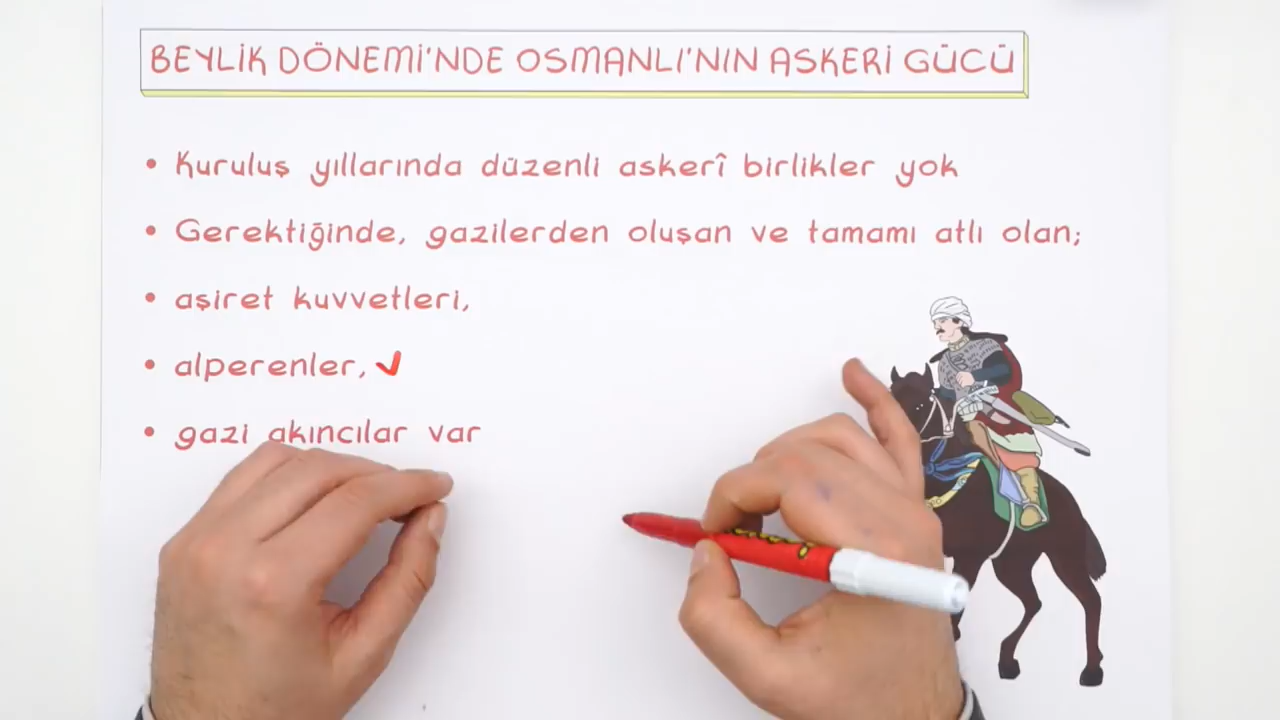 BEYLİK DÖNEMİ'NDE OSMANLI'NIN ASKERİ GÜCÜ
• Kuruluş yıllarında düzenli askerî birlikler yok
• Gerektiğinde, gazilerden oluşan ve tamamı atlı olan;
• aşiret kuvvetleri,
• alperenler,
• gazi akıncılar var